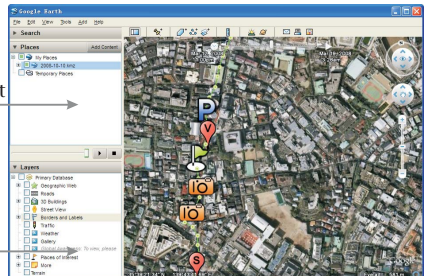 Google Earth
File Edit View Tools Add Help
Search
Places
Add Content
My Places
2008-10-10.kmz
Temporary Places
Layers
Primary Database
Geographic Web
Roads
3D Buildings
Street View
Borders and Labels
Traffic
Weather
Gallery
Places of Interest
More
Terrain
P
V
S
t